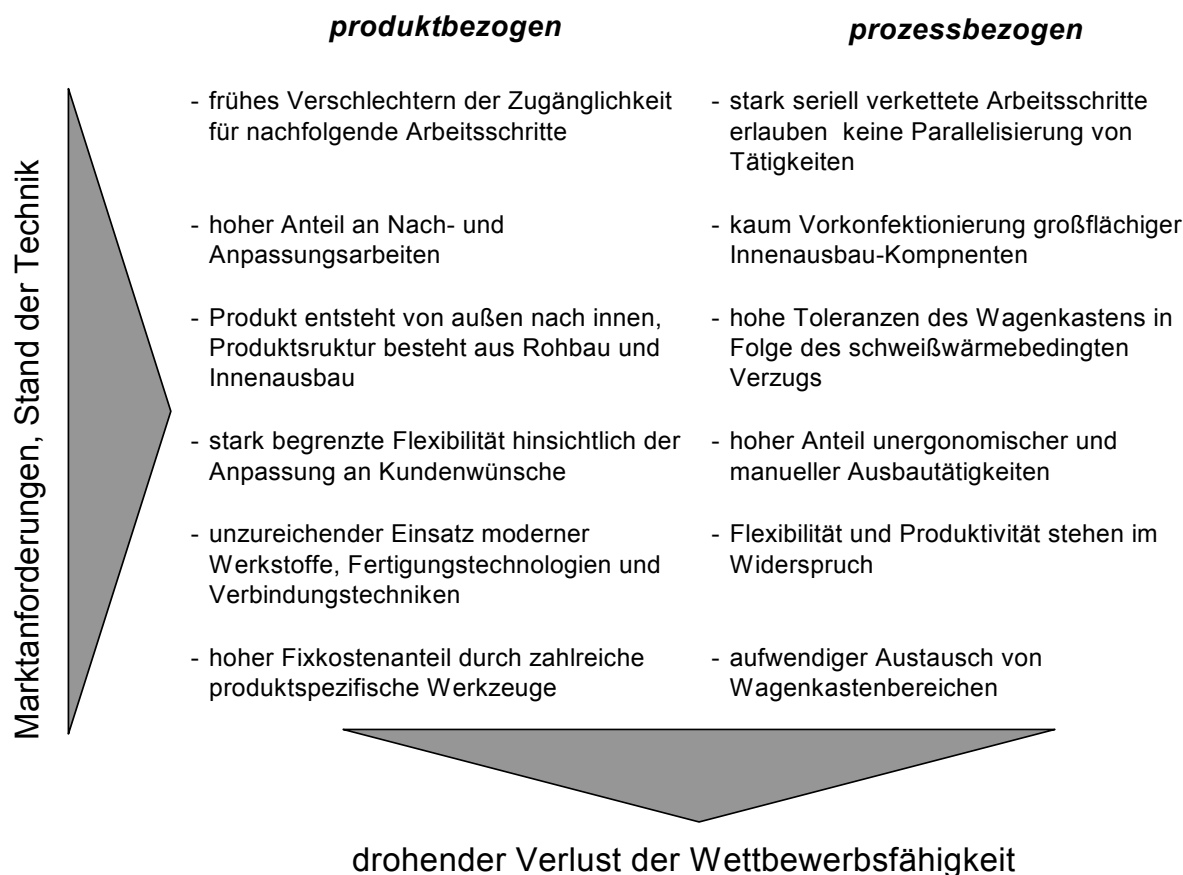 produktbezogen
prozessbezogen
Marktanforderungen, Stand der Technik
- frühes Verschlechtern der Zugänglichkeit
für nachfolgende Arbeitsschritte
- hoher Anteil an Nach- und
Anpassungsarbeiten
- Produkt entsteht von außen nach innen,
Produktsruktur besteht aus Rohbau und
Innenausbau
- stark begrenzte Flexibilität hinsichtlich der
Anpassung an Kundenwünsche
- unzureichender Einsatz moderner
Werkstoffe, Fertigungstechnologien und
Verbindungstechniken
- hoher Fixkostenanteil durch zahlreiche
produktspezifische Werkzeuge
- stark seriell verkettete Arbeitsschritte
erlauben keine Parallelisierung von
Tätigkeiten
- kaum Vorkonfektionierung großflächiger
Innenausbau-Kompnenten
- hohe Toleranzen des Wagenkastens in
Folge des schweißwärmebedingten
Verzugs
- hoher Anteil unergonomischer und
manueller Ausbautätigkeiten
- Flexibilität und Produktivität stehen im
Widerspruch
- aufwendiger Austausch von
Wagenkastenbereichen
drohender Verlust der Wettbewerbsfähigkeit